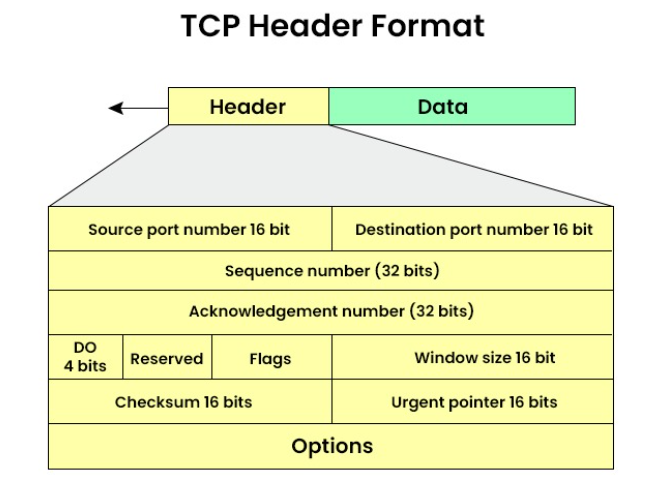 TCP Header Format
Header
Data
Source port number 16 bit
Destination port number 16 bit
Sequence number (32 bits)
Acknowledgement number (32 bits)
DO
4 bits
Reserved
Flags
Window size 16 bit
Checksum 16 bits
Urgent pointer 16 bits
Options